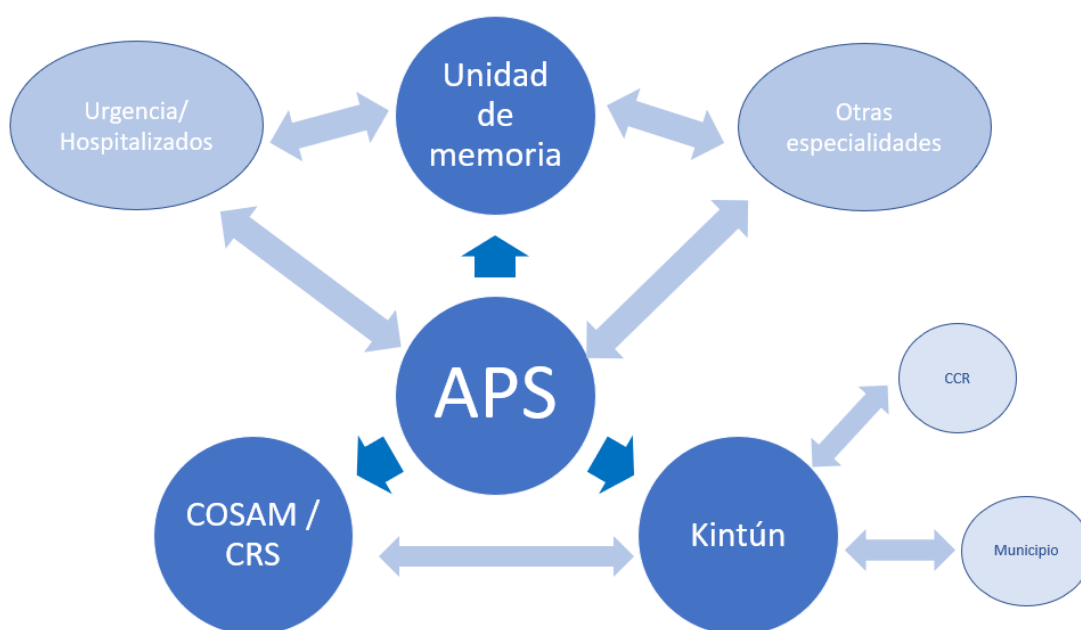 Urgencia/
Hospitalizados
Unidad
de
memoria
Otras
especialidades
APS
CCR
COSAM /
CRS
Kintún
Municipio